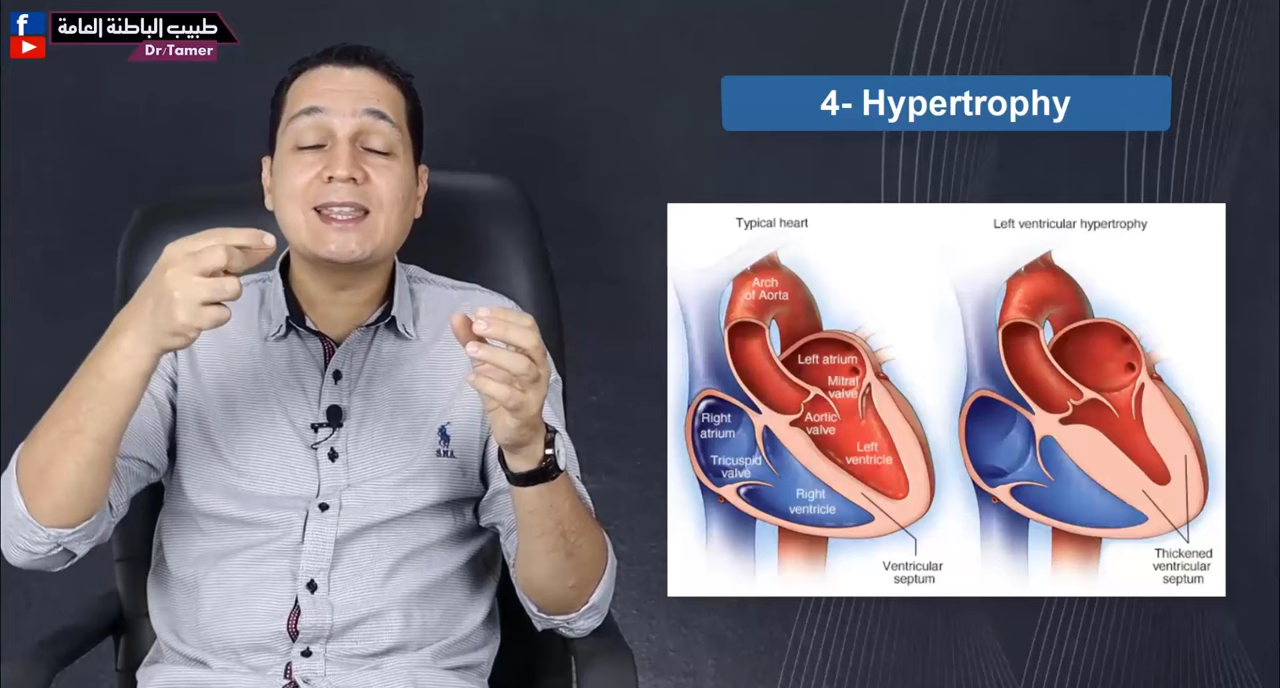 f
طبيب الباطنة العامة
Dr/Tamer
4- Hypertrophy
Typical heart
Left ventricular hypertrophy
Arch
of Aorta
Left atrium
Mitral
valve
Aortic
valve
Right
atrium
Left
ventricle
Tricuspid
valve
Right
ventricle
Ventricular
septum
Thickened
ventricular
septum